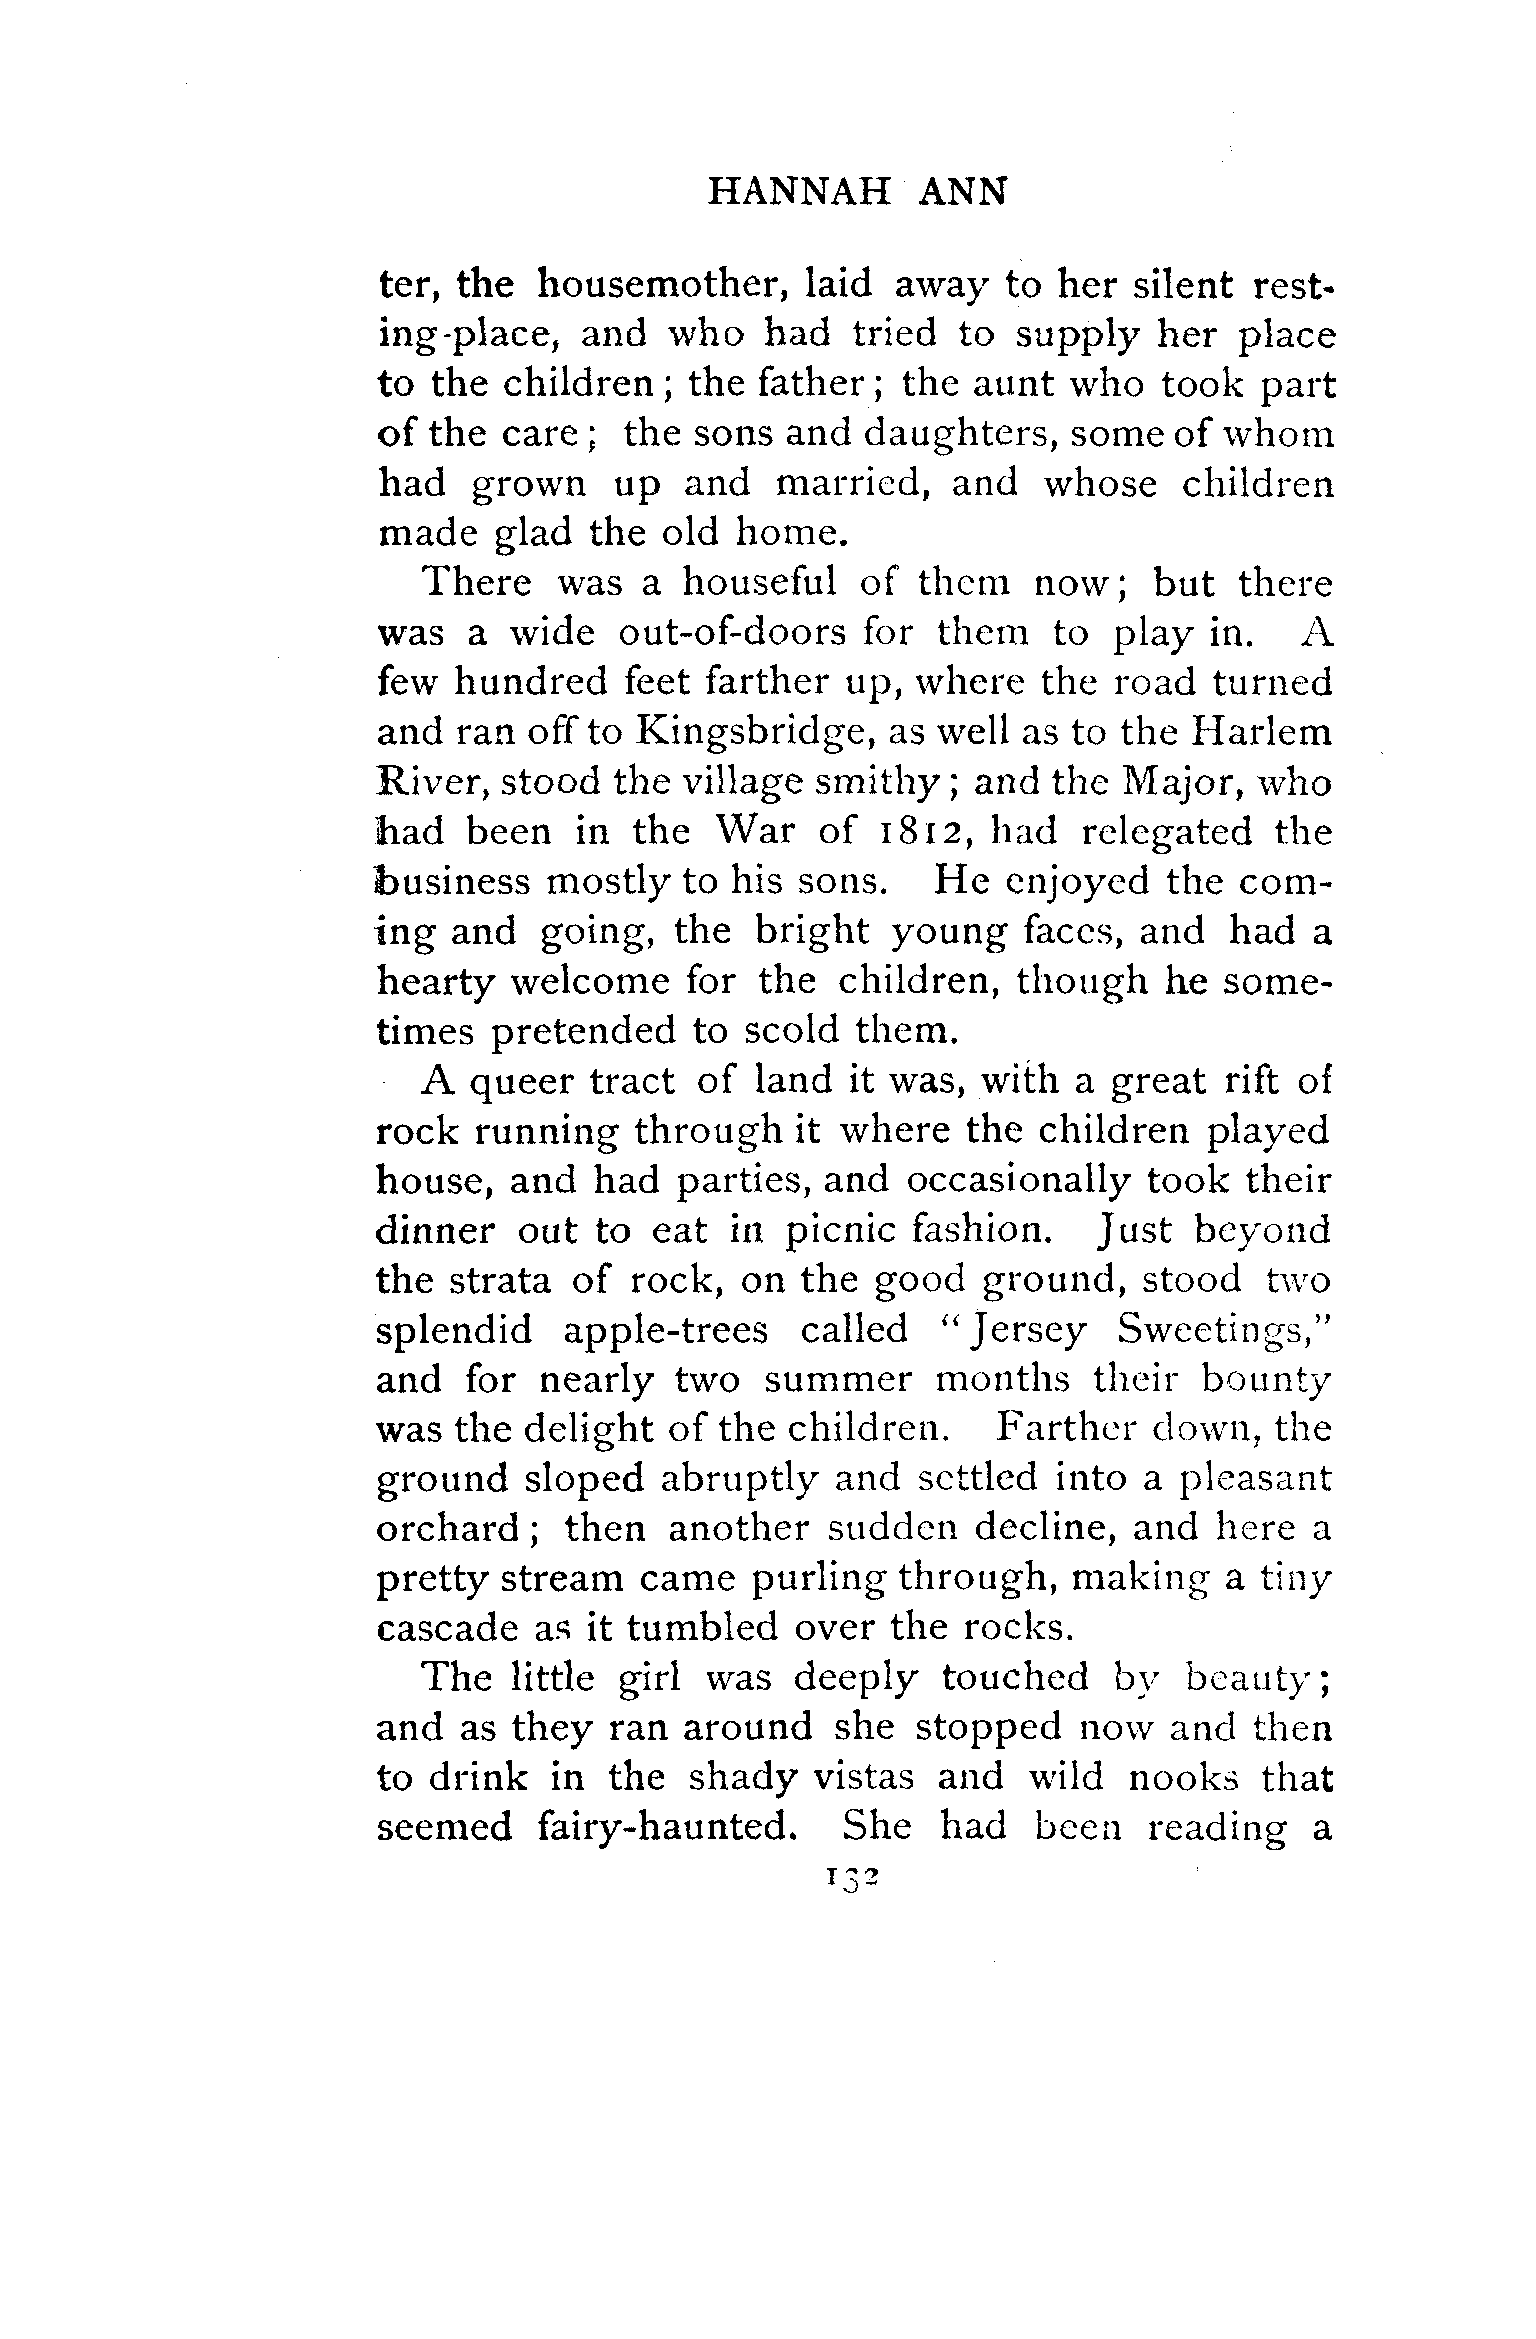 HANNAH ANN
ter, the housemother, laid away to her silent rest-
ing-place, and who had tried to supply her place
to the children; the father; the aunt who took part
of the care; the sons and daughters, some of whom
had grown up and married, and whose children
made glad the old home.
There was a houseful of them now; but there
was a wide out-of-doors for them to play in. A
few hundred feet farther up, where the road turned
and ran off to Kingsbridge, as well as to the Harlem
River, stood the village smithy; and the Major, who
had been in the War of 1812, had relegated the
business mostly to his sons. He enjoyed the com-
ing and going, the bright young faces, and had a
hearty welcome for the children, though he some-
times pretended to scold them.
A queer tract of land it was, with a great rift of
rock running through it where the children played
house, and had parties, and occasionally took their
dinner out to eat in picnic fashion. Just beyond
the strata of rock, on the good ground, stood two
splendid apple-trees called "Jersey Sweetings,"
and for nearly two summer months their bounty
was the delight of the children. Farther down, the
ground sloped abruptly and settled into a pleasant
orchard; then another sudden decline, and here a
pretty stream came purling through, making a tiny
cascade as it tumbled over the rocks.
The little girl was deeply touched by beauty;
and as they ran around she stopped now and then
to drink in the shady vistas and wild nooks that
seemed fairy-haunted. She had been reading a
132